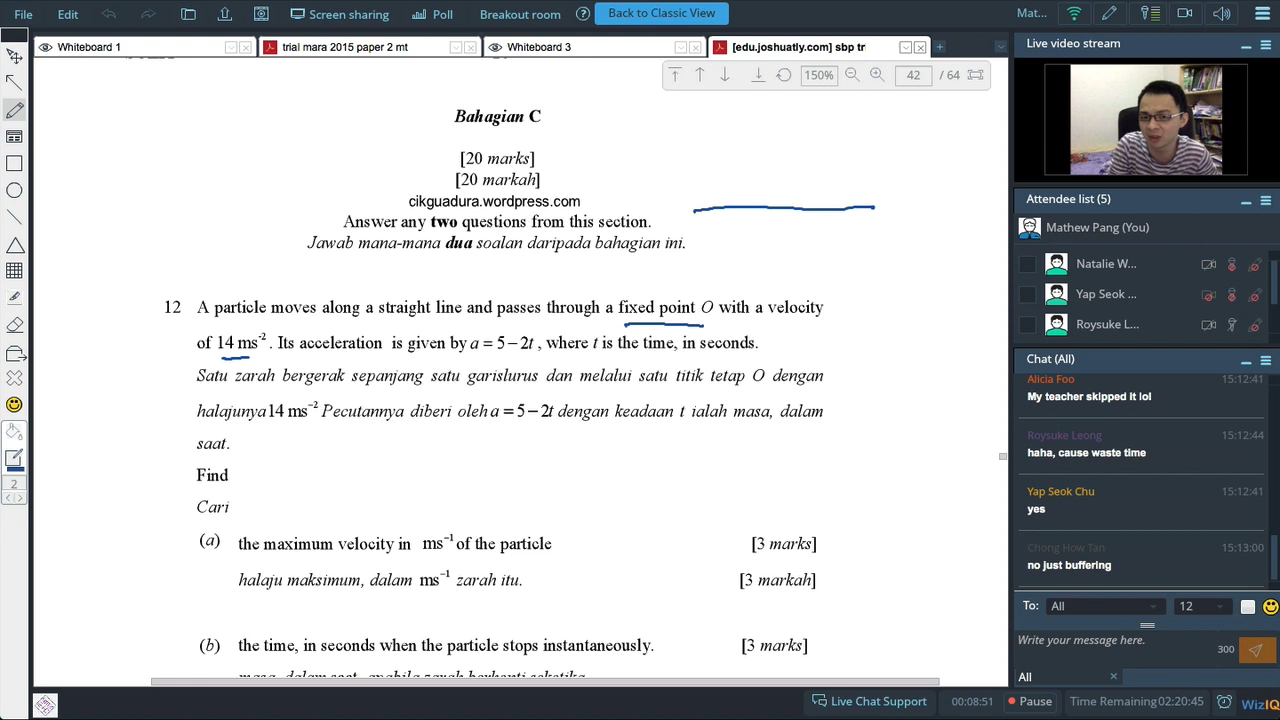 File Edit Screen sharing Poll Breakout room ? Back to Classic View Mat...
Whiteboard 1 trial mara 2015 paper 2 mt Whiteboard 3 [edu.joshuatly.com] sbp tr
150% 42 / 64
Bahagian C
[20 marks]
[20 markah]
cikguadura.wordpress.com
Answer any two questions from this section.
Jawab mana-mana dua soalan daripada bahagian ini.
12 A particle moves along a straight line and passes through a fixed point O with a velocity
of 14 ms⁻². Its acceleration is given by a = 5 − 2t, where t is the time, in seconds.
Satu zarah bergerak sepanjang satu garislurus dan melalui satu titik tetap O dengan
halajunya 14 ms⁻² Pecutannya diberi oleh a = 5 − 2t dengan keadaan t ialah masa, dalam
saat.
Find
Cari
(a) the maximum velocity in ms⁻¹ of the particle [3 marks]
halaju maksimum, dalam ms⁻¹ zarah itu. [3 markah]
(b) the time, in seconds when the particle stops instantaneously. [3 marks]
masa, dalam saat, apabila zarah berhenti seketika
2
Live video stream
Attendee list (5)
Mathew Pang (You)
Natalie W...
Yap Seok ...
Roysuke L...
Chat (All)
Alicia Foo 15:12:41
My teacher skipped it lol
Roysuke Leong 15:12:44
haha, cause waste time
Yap Seok Chu 15:12:41
yes
Chong How Tan 15:13:00
no just buffering
To: All 12
Write your message here.
300
All
Live Chat Support 00:08:51 Pause Time Remaining 02:20:45 WizIQ